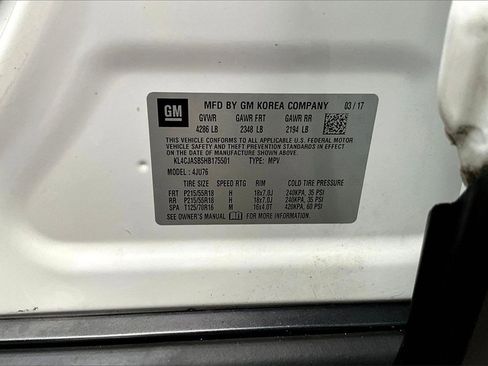 GM
MFD BY GM KOREA COMPANY 03 / 17
GVWR GAWR FRT GAWR RR
4286 LB 2348 LB 2194 LB
THIS VEHICLE CONFORMS TO ALL APPLICABLE U.S. FEDERAL MOTOR
VEHICLE SAFETY AND THEFT PREVENTION STANDARDS IN EFFECT
ON THE DATE OF MANUFACTURE SHOWN ABOVE.
KL4CJASB5HB175501 TYPE: MPV
MODEL : 4JU76
TIRE SIZE SPEED RTG RIM COLD TIRE PRESSURE
FRT P215/55R18 H 18x7.0J 240KPA, 35 PSI
RR P215/55R18 H 18x7.0J 240KPA, 35 PSI
SPA T125/70R16 M 16x4.0T 420KPA, 60 PSI
SEE OWNER'S MANUAL FOR MORE INFORMATION.